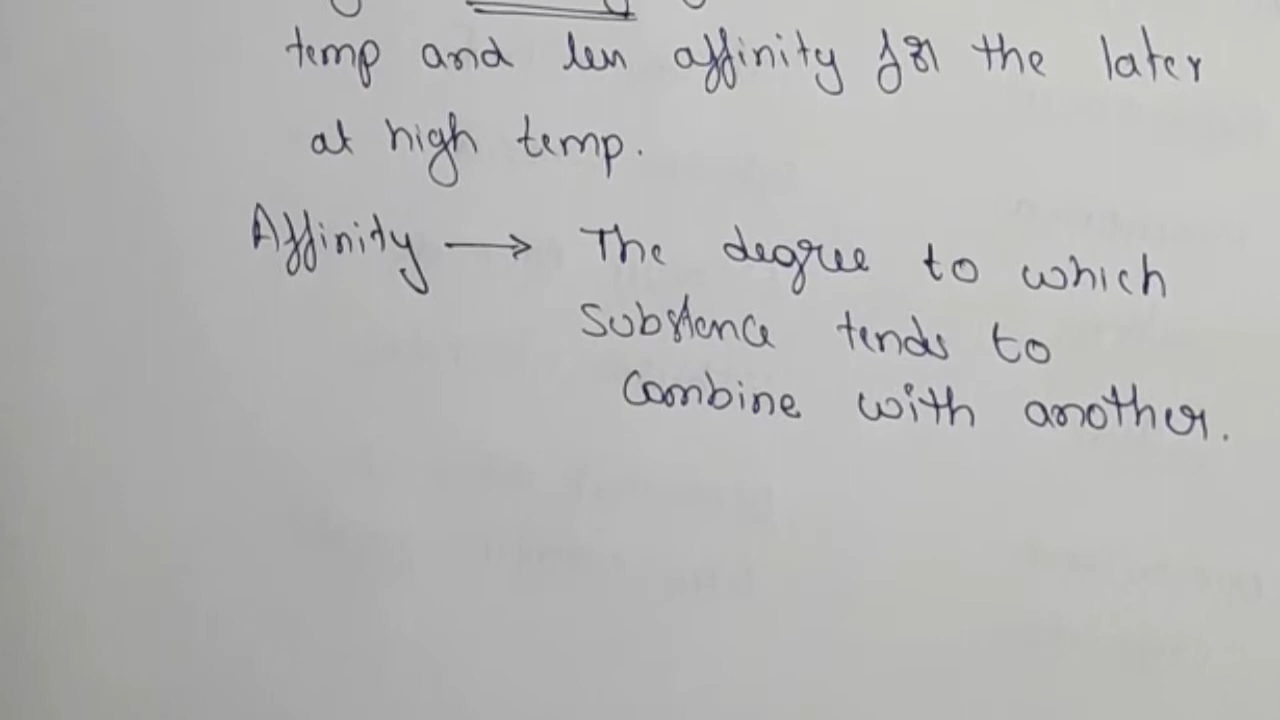 temp and less affinity for the later
at high temp.
Affinity → The degree to which
substance tends to
combine with another.